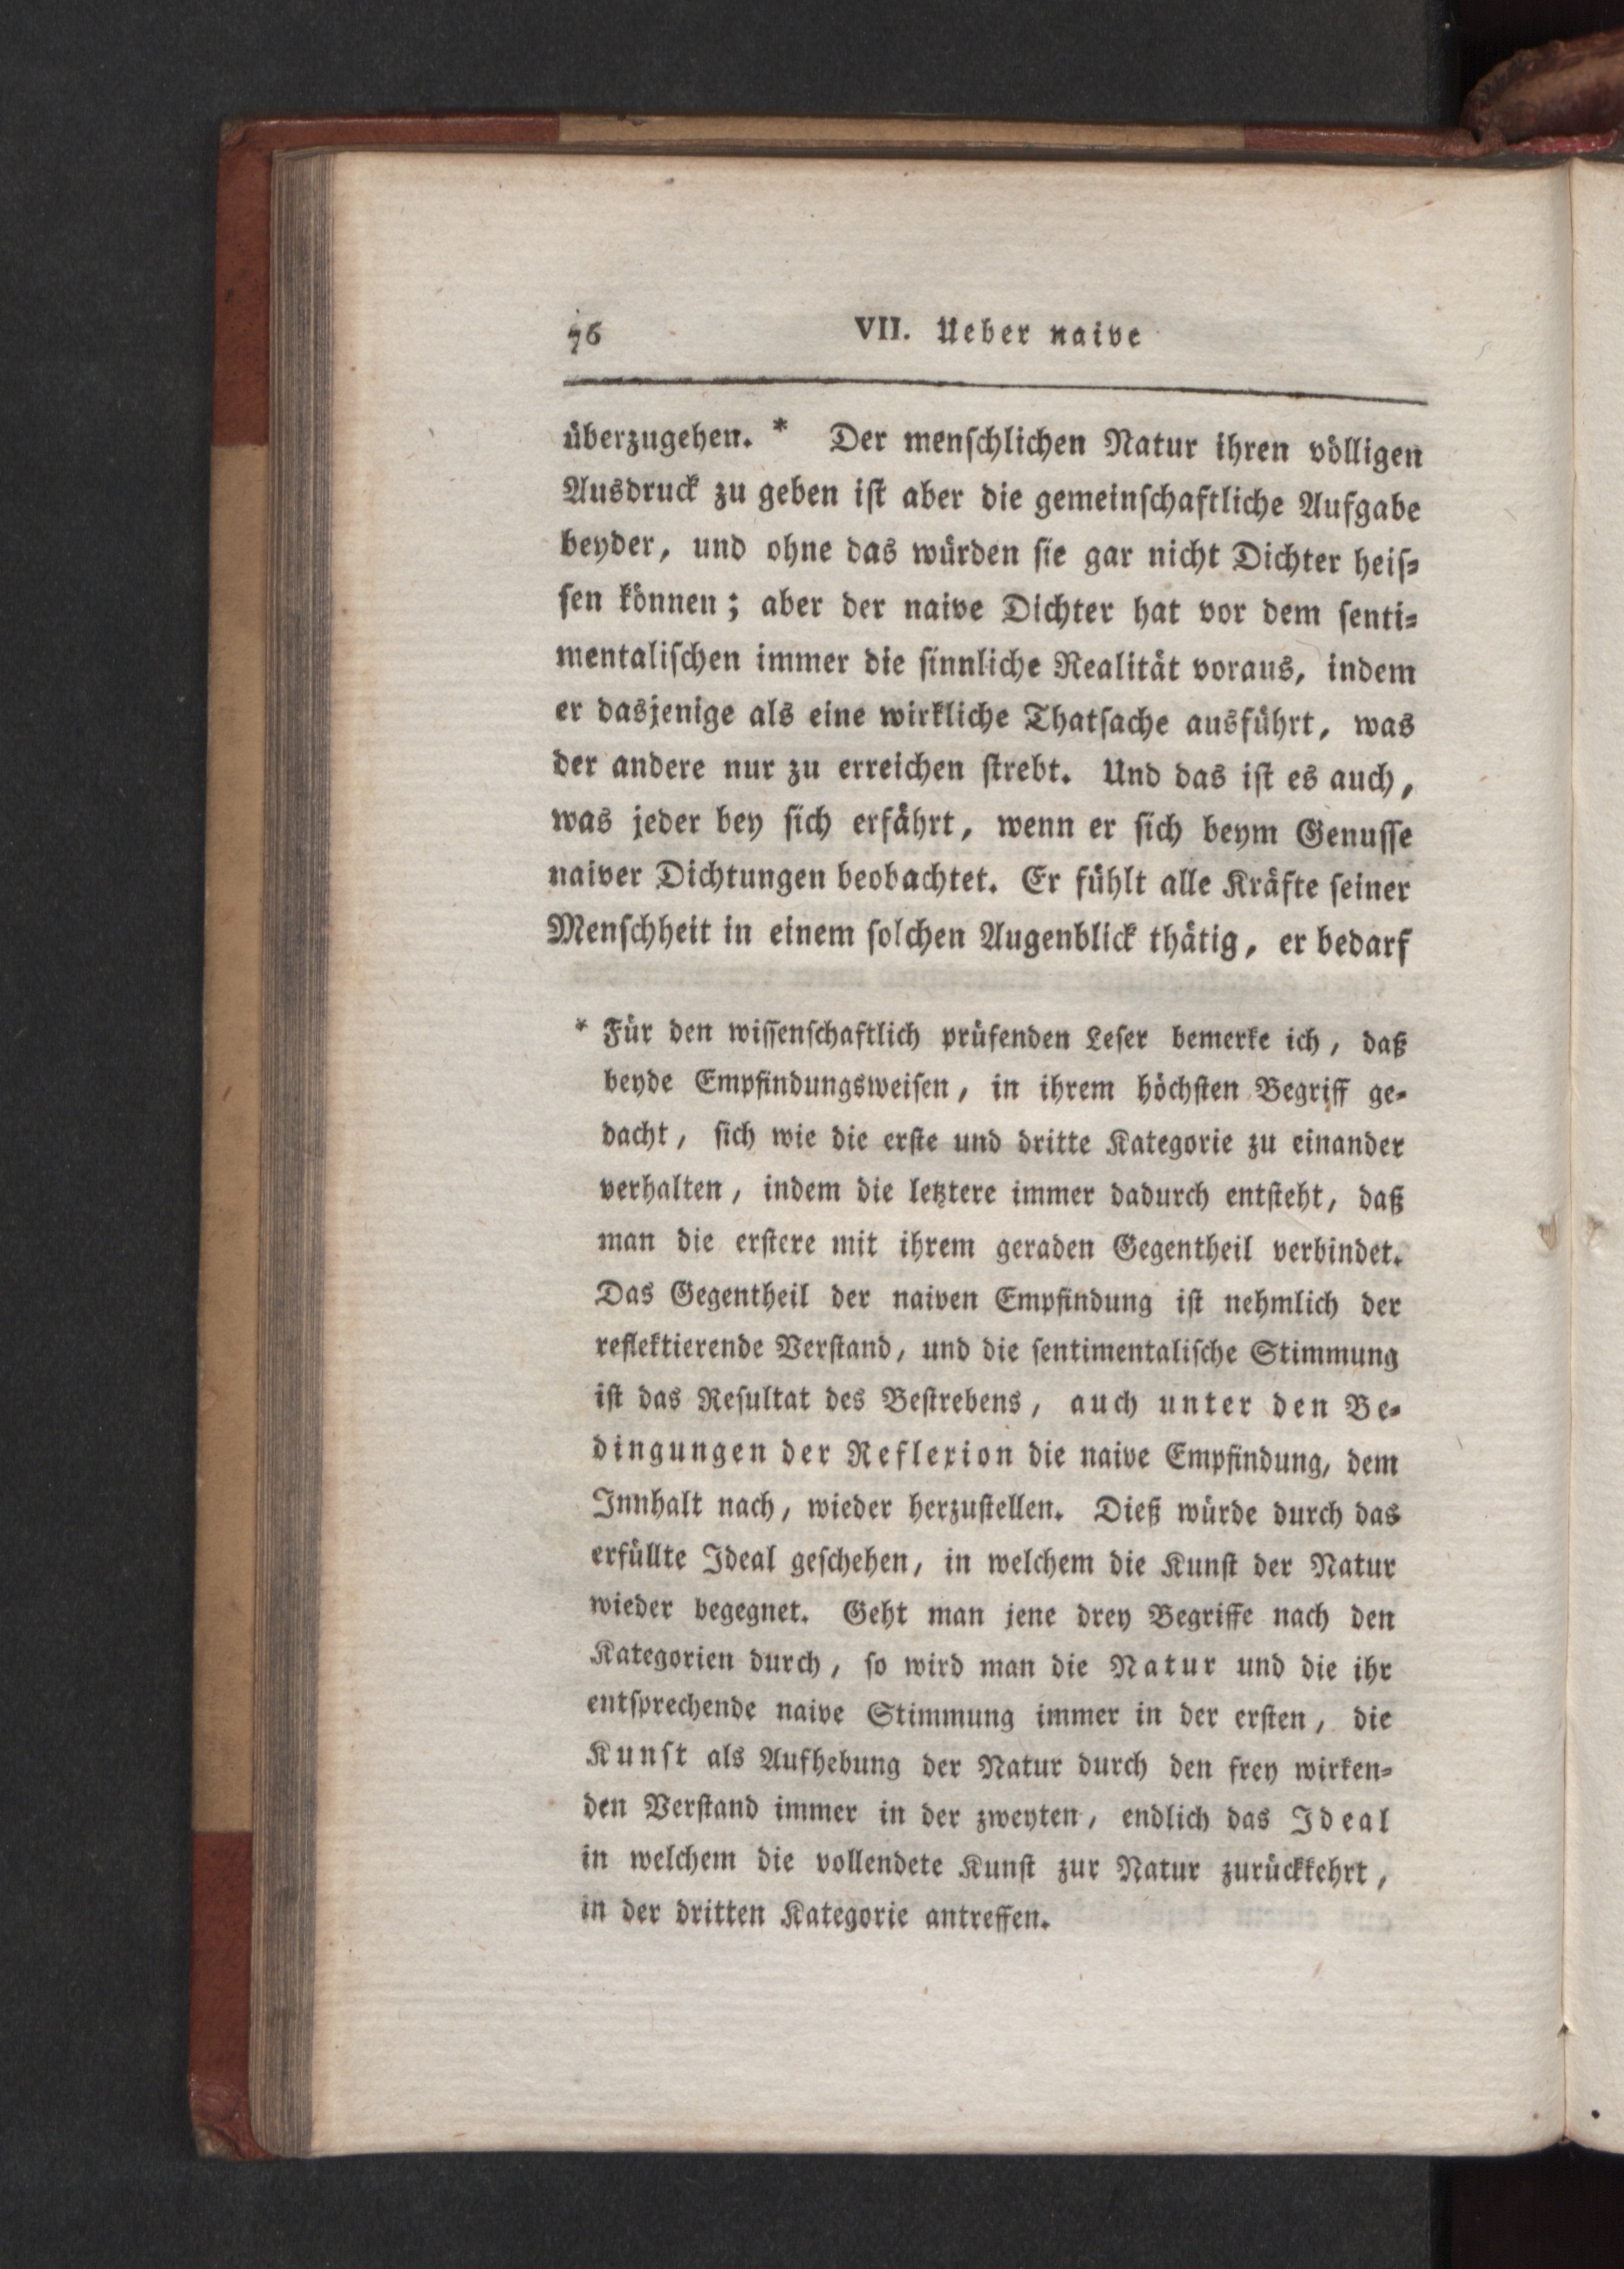 76 VII. Ueber naive
überzugehen. * Der menſchlichen Natur ihren völligen
Ausdruck zu geben iſt aber die gemeinſchaftliche Aufgabe
beyder, und ohne das würden ſie gar nicht Dichter heiſ-
ſen können; aber der naive Dichter hat vor dem ſenti-
mentaliſchen immer die ſinnliche Realität voraus, indem
er dasjenige als eine wirkliche Thatſache ausführt, was
der andere nur zu erreichen ſtrebt. Und das iſt es auch,
was jeder bey ſich erfährt, wenn er ſich beym Genuſſe
naiver Dichtungen beobachtet. Er fühlt alle Kräfte ſeiner
Menſchheit in einem ſolchen Augenblick thätig, er bedarf
* Für den wiſſenſchaftlich prüfenden Leſer bemerke ich, daß
beyde Empfindungsweiſen, in ihrem höchſten Begriff ge-
dacht, ſich wie die erſte und dritte Kategorie zu einander
verhalten, indem die letztere immer dadurch entſteht, daß
man die erſtere mit ihrem geraden Gegentheil verbindet.
Das Gegentheil der naiven Empfindung iſt nehmlich der
reflektierende Verſtand, und die ſentimentaliſche Stimmung
iſt das Reſultat des Beſtrebens, auch unter den Be-
dingungen der Reflexion die naive Empfindung, dem
Innhalt nach, wieder herzuſtellen. Dieß würde durch das
erfüllte Ideal geſchehen, in welchem die Kunſt der Natur
wieder begegnet. Geht man jene drey Begriffe nach den
Kategorien durch, ſo wird man die Natur und die ihr
entſprechende naive Stimmung immer in der erſten, die
Kunſt als Aufhebung der Natur durch den frey wirken-
den Verſtand immer in der zweyten, endlich das Ideal
in welchem die vollendete Kunſt zur Natur zurückkehrt,
in der dritten Kategorie antreffen.